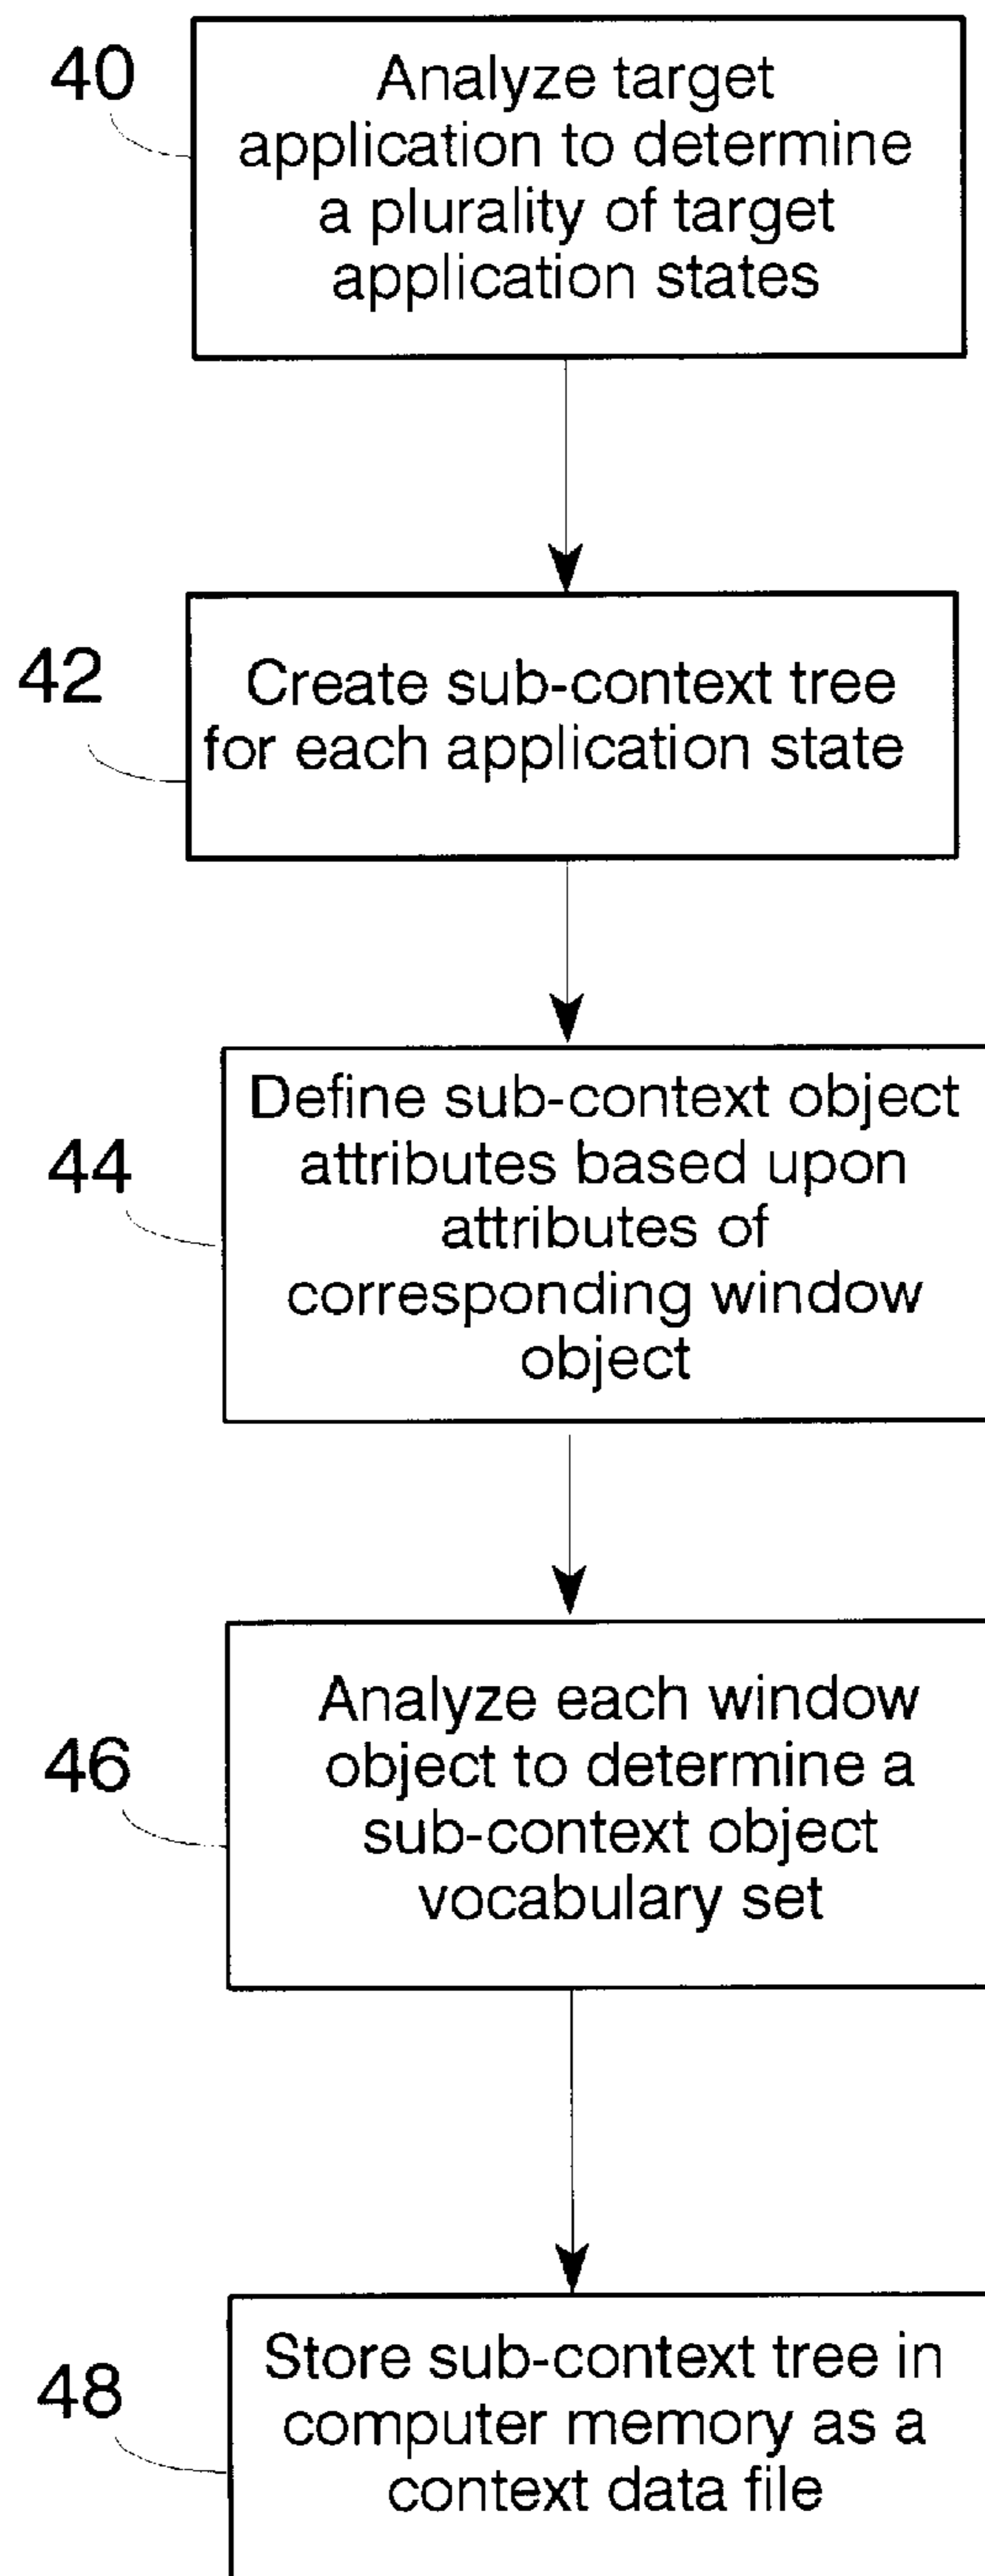 40
Analyze target
application to determine
a plurality of target
application states
42
Create sub-context tree
for each application state
44
Define sub-context object
attributes based upon
attributes of
corresponding window
object
46
Analyze each window
object to determine a
sub-context object
vocabulary set
48
Store sub-context tree in
computer memory as a
context data file